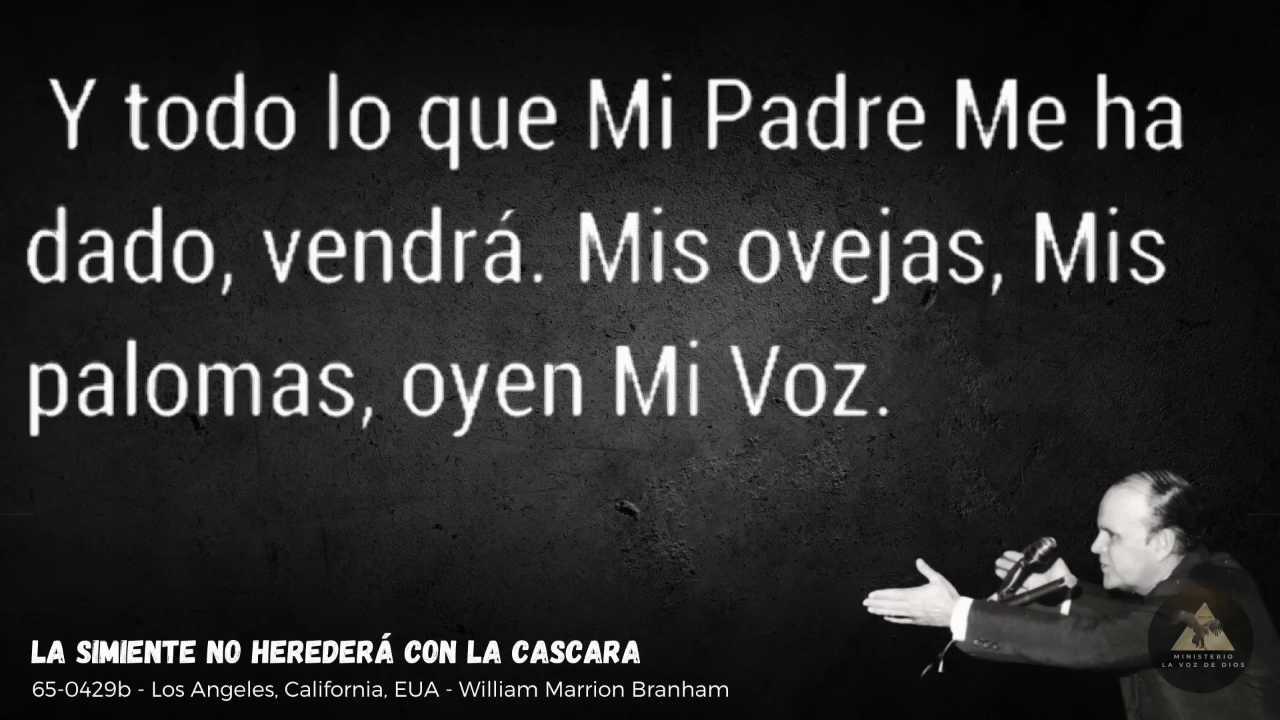 Y todo lo que Mi Padre Me ha
dado, vendrá. Mis ovejas, Mis
palomas, oyen Mi Voz.
LA SIMIENTE NO HEREDERÁ CON LA CASCARA
65-0429b - Los Angeles, California, EUA - William Marrion Branham
MINISTERIO
LA VOZ DE DIOS